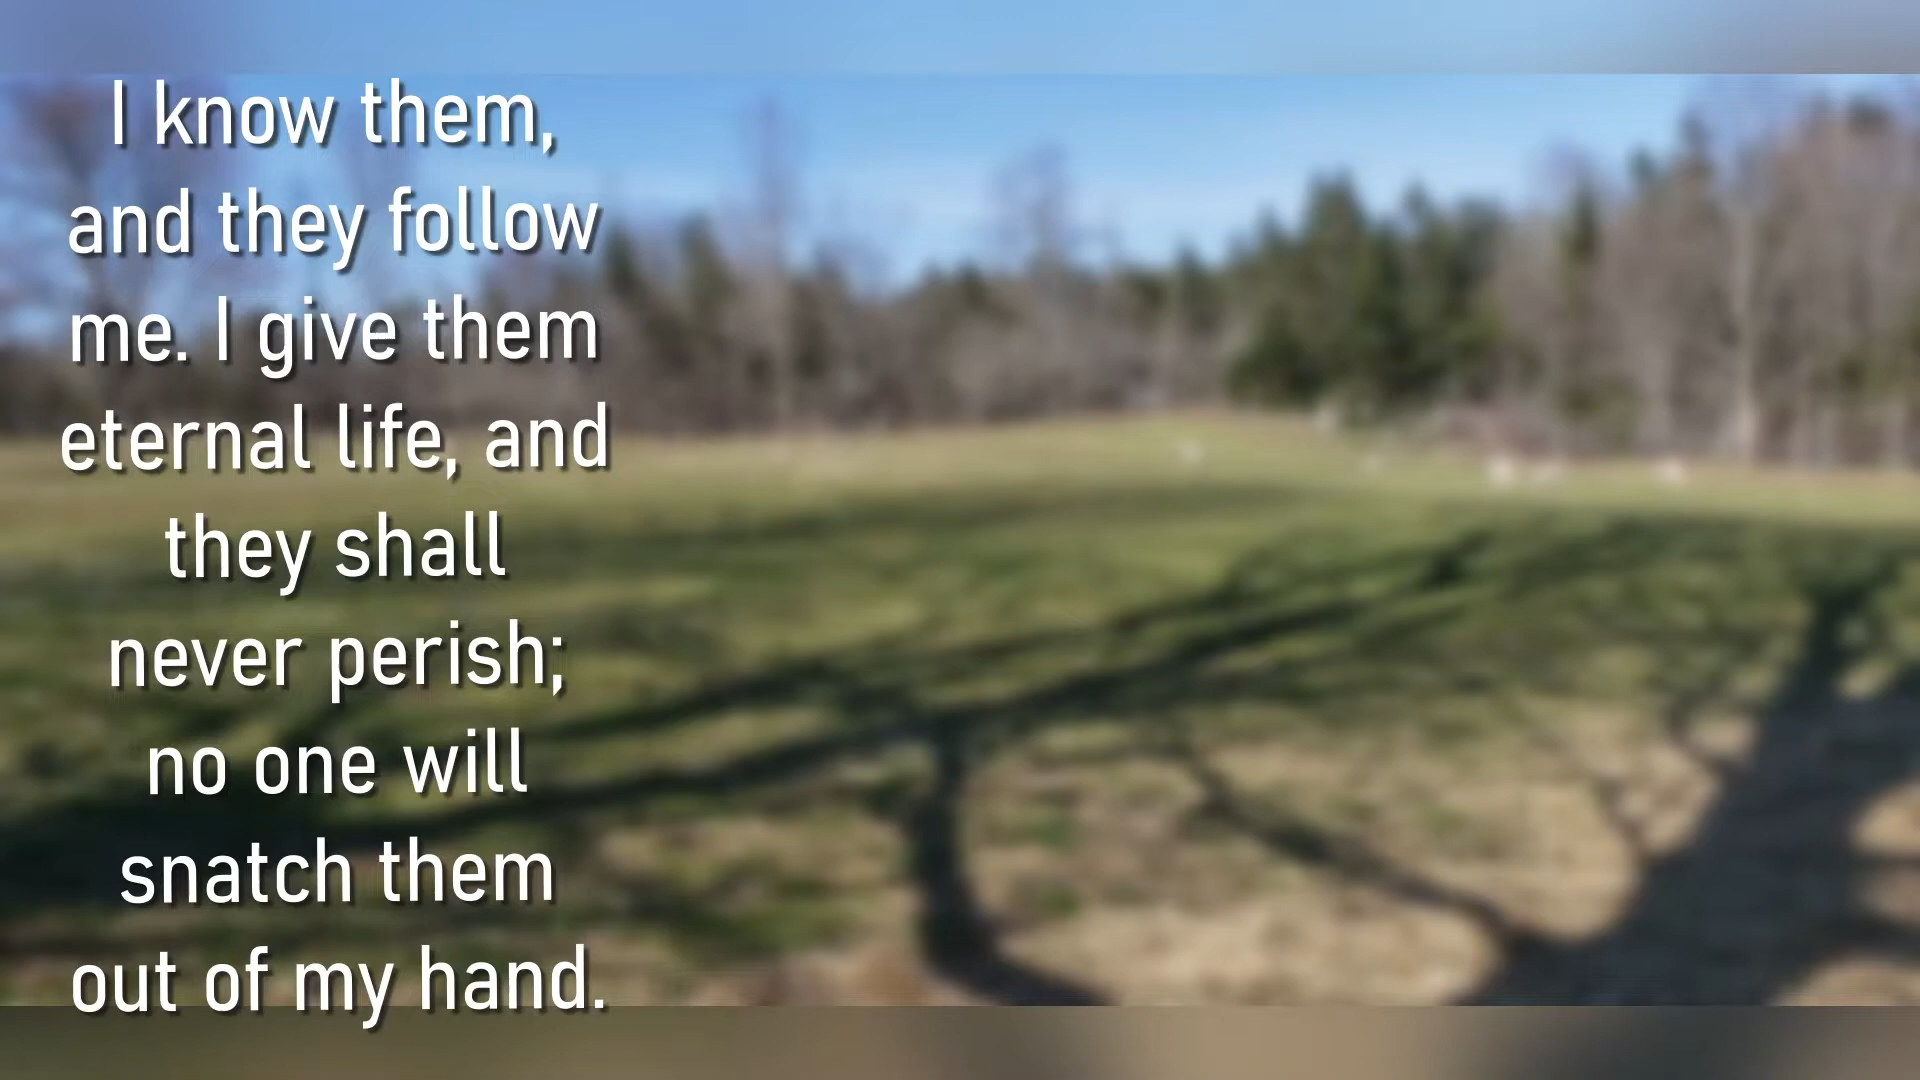 I know them,
and they follow
me. I give them
eternal life, and
they shall
never perish;
no one will
snatch them
out of my hand.